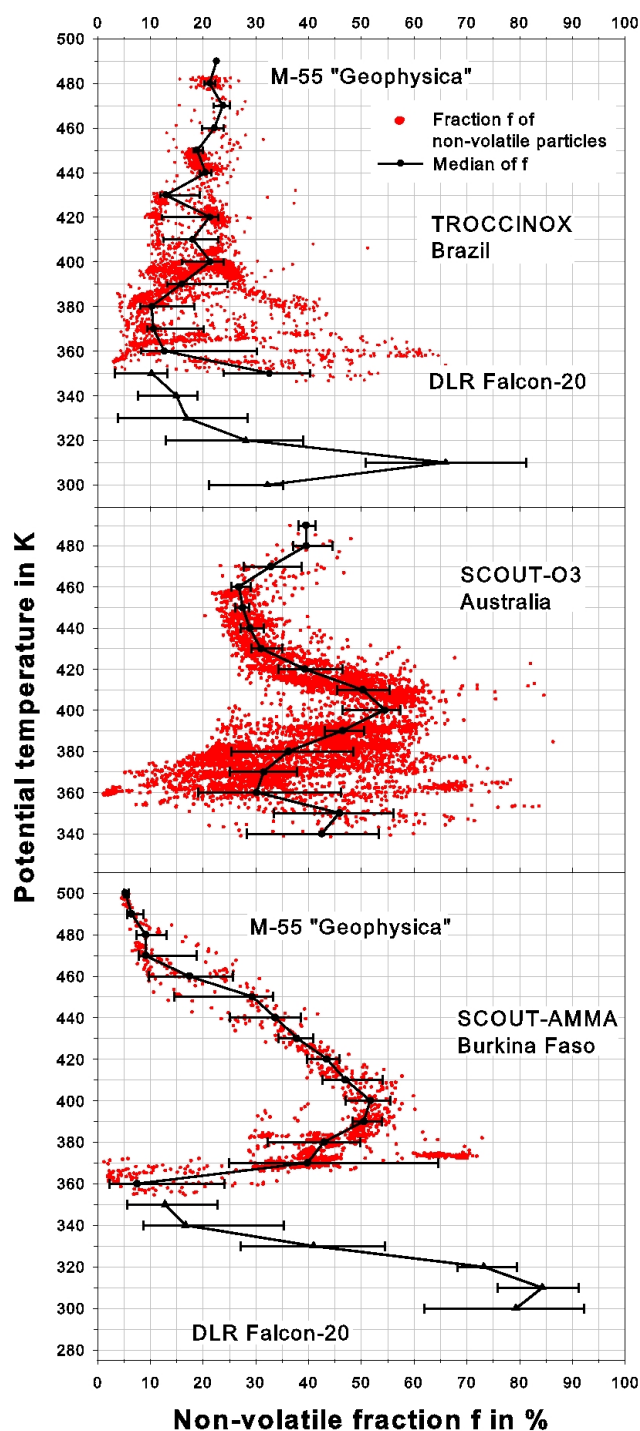 0 10 20 30 40 50 60 70 80 90 100
500
M-55 "Geophysica"
480
Fraction f of
non-volatile particles
460
Median of f
440
TROCCINOX
Brazil
420
400
380
360
DLR Falcon-20
340
320
300
480
SCOUT-O3
Australia
460
440
420
400
380
360
340
Potential temperature in K
500
M-55 "Geophysica"
480
460
440
SCOUT-AMMA
Burkina Faso
420
400
380
360
340
320
300
DLR Falcon-20
280
0 10 20 30 40 50 60 70 80 90 100
Non-volatile fraction f in %